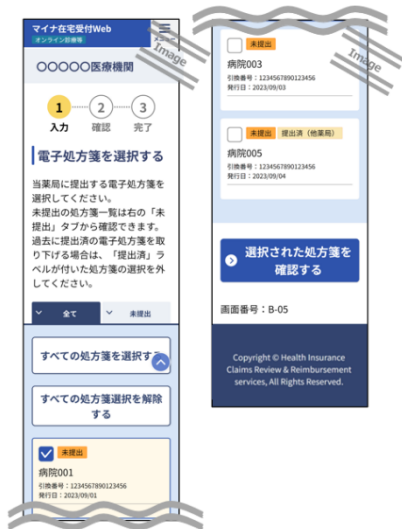 マイナ在宅受付Web
オンライン診療等
Image
〇〇〇〇〇医療機関
1 2 3
入力 確認 完了
電子処方箋を選択する
当薬局に提出する電子処方箋を
選択してください。
未提出の処方箋一覧は右の「未
提出」タブから確認できます。
過去に提出済の電子処方箋を取
り下げる場合は、「提出済」ラ
ベルが付いた処方箋の選択を外
してください。
全て 未提出
すべての処方箋を選択する
すべての処方箋選択を解除
する
未提出
病院001
引換番号：1234567890123456
発行日：2023/09/01
未提出
Image
病院003
引換番号：1234567890123456
発行日：2023/09/03
未提出 提出済（他薬局）
病院005
引換番号：1234567890123456
発行日：2023/09/04
選択された処方箋を
確認する
画面番号：B-05
Copyright © Health Insurance
Claims Review & Reimbursement
services, All Rights Reserved.